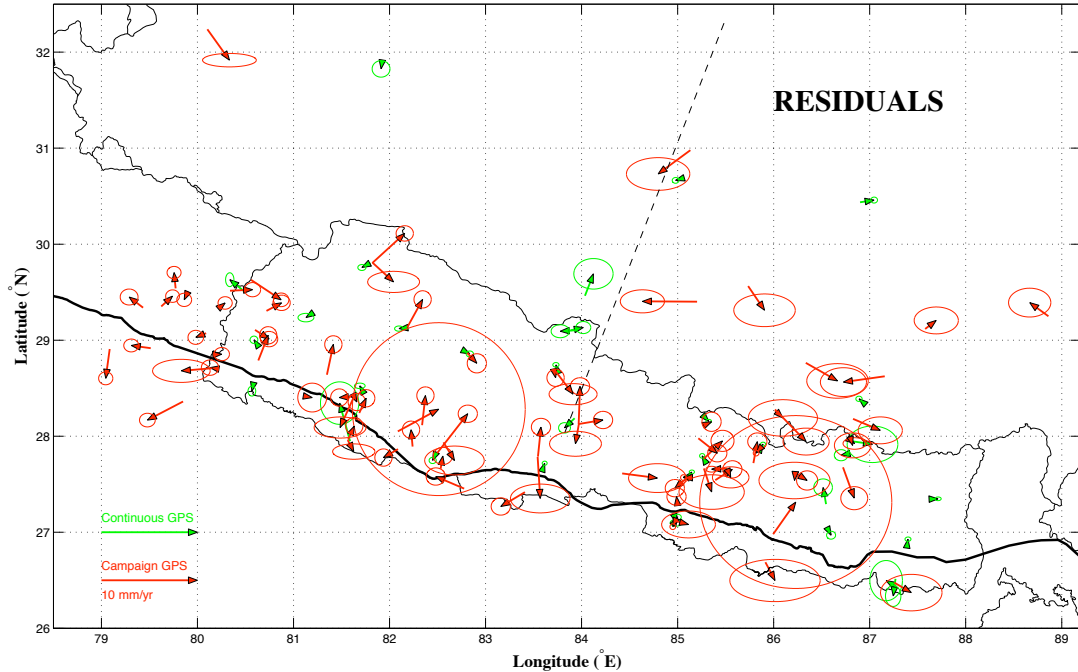 32
31
30
29
28
27
26
Latitude (°N)
RESIDUALS
Continuous GPS
Campaign GPS
10 mm/yr
79 80 81 82 83 84 85 86 87 88 89
Longitude (°E)